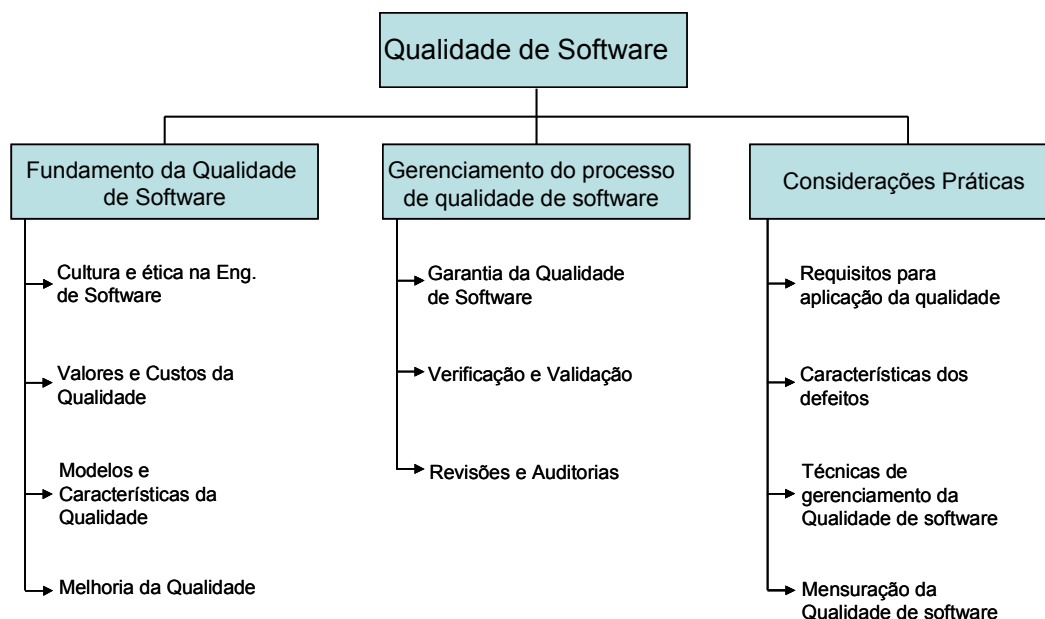 Qualidade de Software
Fundamento da Qualidade
de Software
Cultura e ética na Eng.
de Software
Valores e Custos da
Qualidade
Modelos e
Características da
Qualidade
Melhoria da Qualidade
Gerenciamento do processo
de qualidade de software
Garantia da Qualidade
de Software
Verificação e Validação
Revisões e Auditorias
Considerações Práticas
Requisitos para
aplicação da qualidade
Características dos
defeitos
Técnicas de
gerenciamento da
Qualidade de software
Mensuração da
Qualidade de software